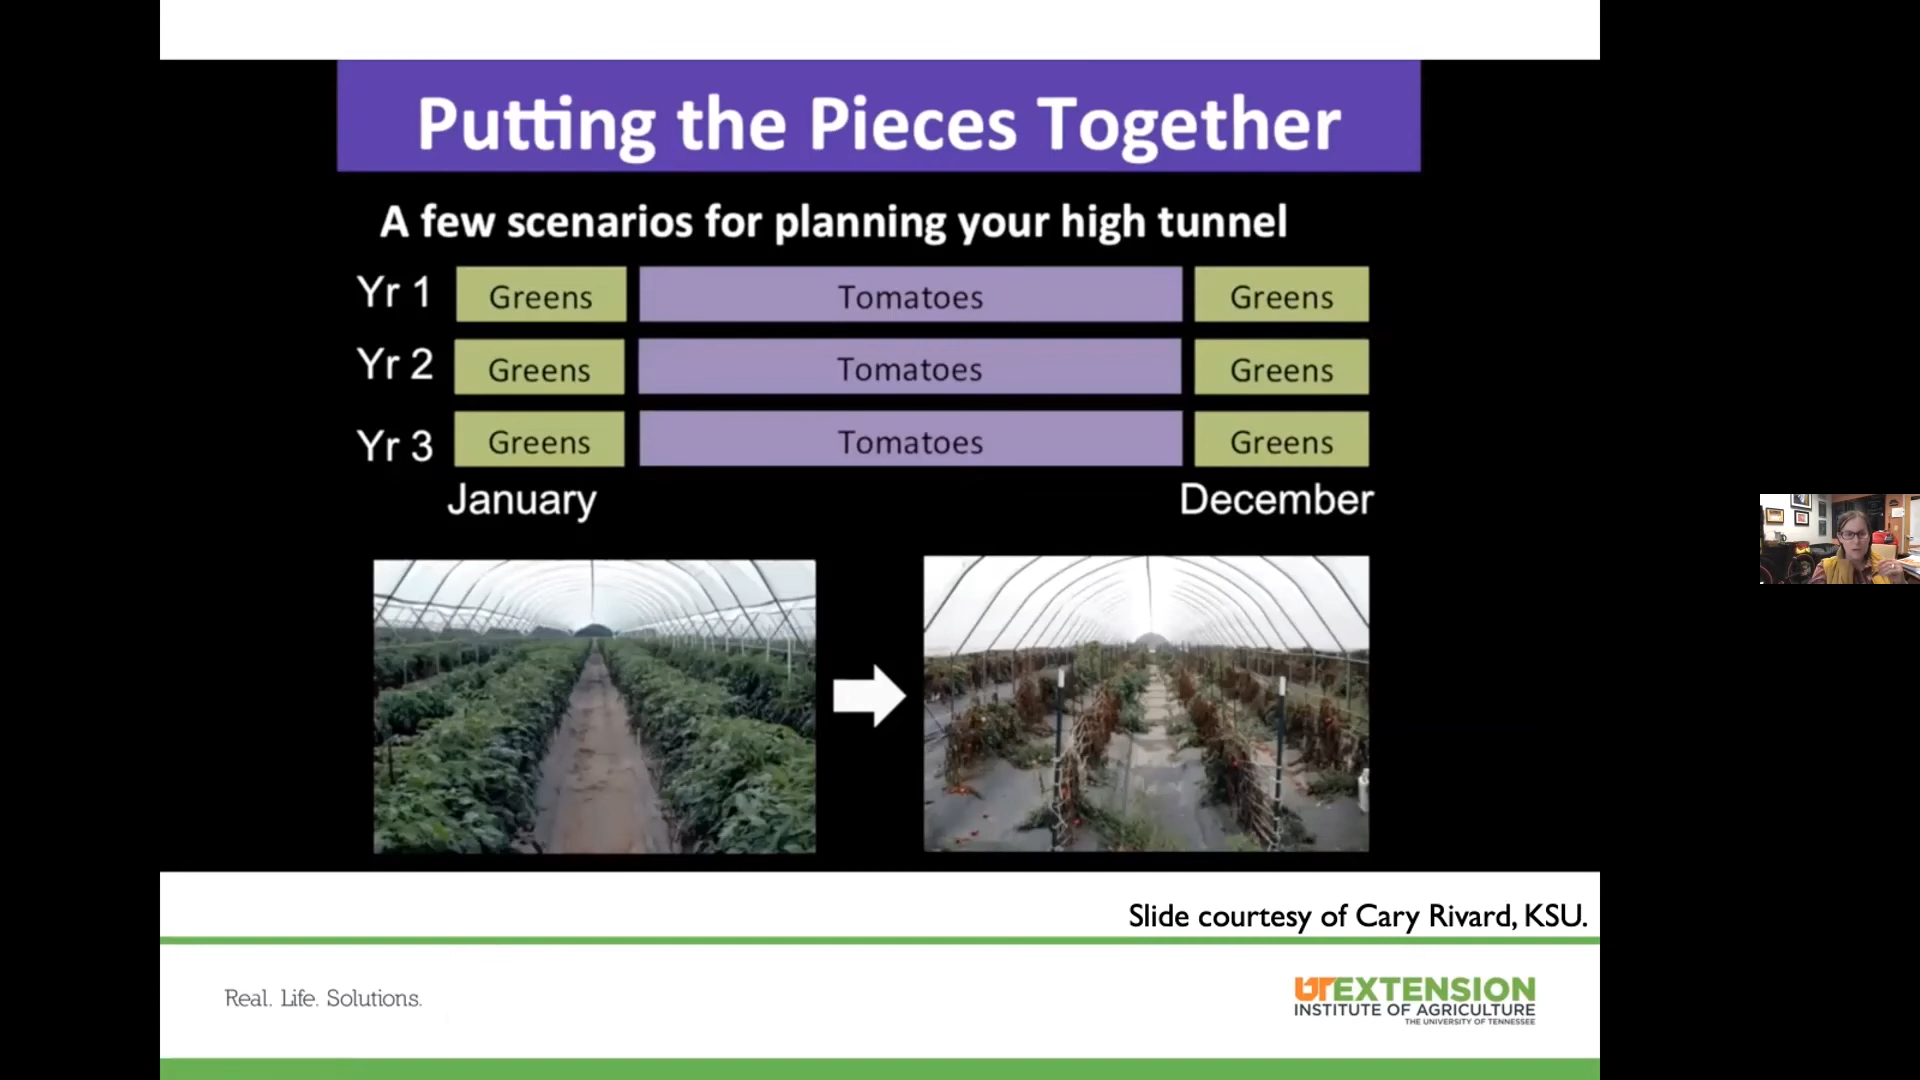 Putting the Pieces Together
A few scenarios for planning your high tunnel
Yr 1 Greens Tomatoes Greens
Yr 2 Greens Tomatoes Greens
Yr 3 Greens Tomatoes Greens
January December
Slide courtesy of Cary Rivard, KSU.
Real. Life. Solutions.
UTEXTENSION
INSTITUTE OF AGRICULTURE
THE UNIVERSITY OF TENNESSEE